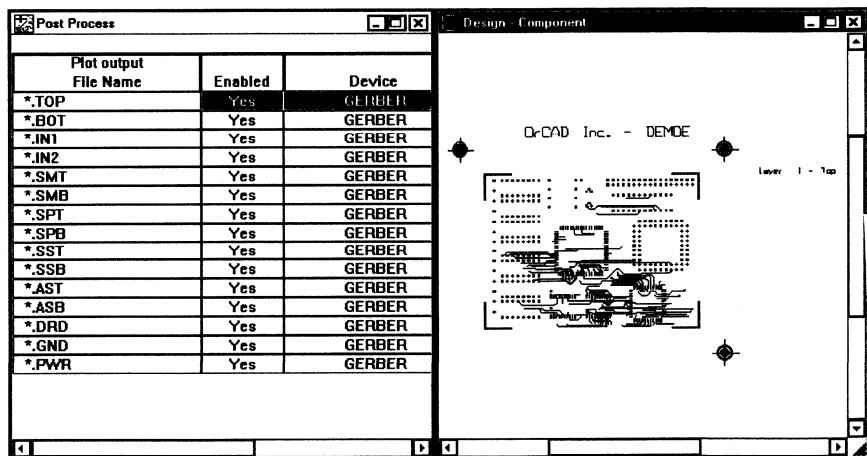 Post Process
Plot output
File Name Enabled Device
*.TOP Yes GERBER
*.BOT Yes GERBER
*.IN1 Yes GERBER
*.IN2 Yes GERBER
*.SMT Yes GERBER
*.SMB Yes GERBER
*.SPT Yes GERBER
*.SPB Yes GERBER
*.SST Yes GERBER
*.SSB Yes GERBER
*.AST Yes GERBER
*.ASB Yes GERBER
*.DRD Yes GERBER
*.GND Yes GERBER
*.PWR Yes GERBER
Design - Component
OrCAD Inc. - DEMOE
Layer 1 - Top